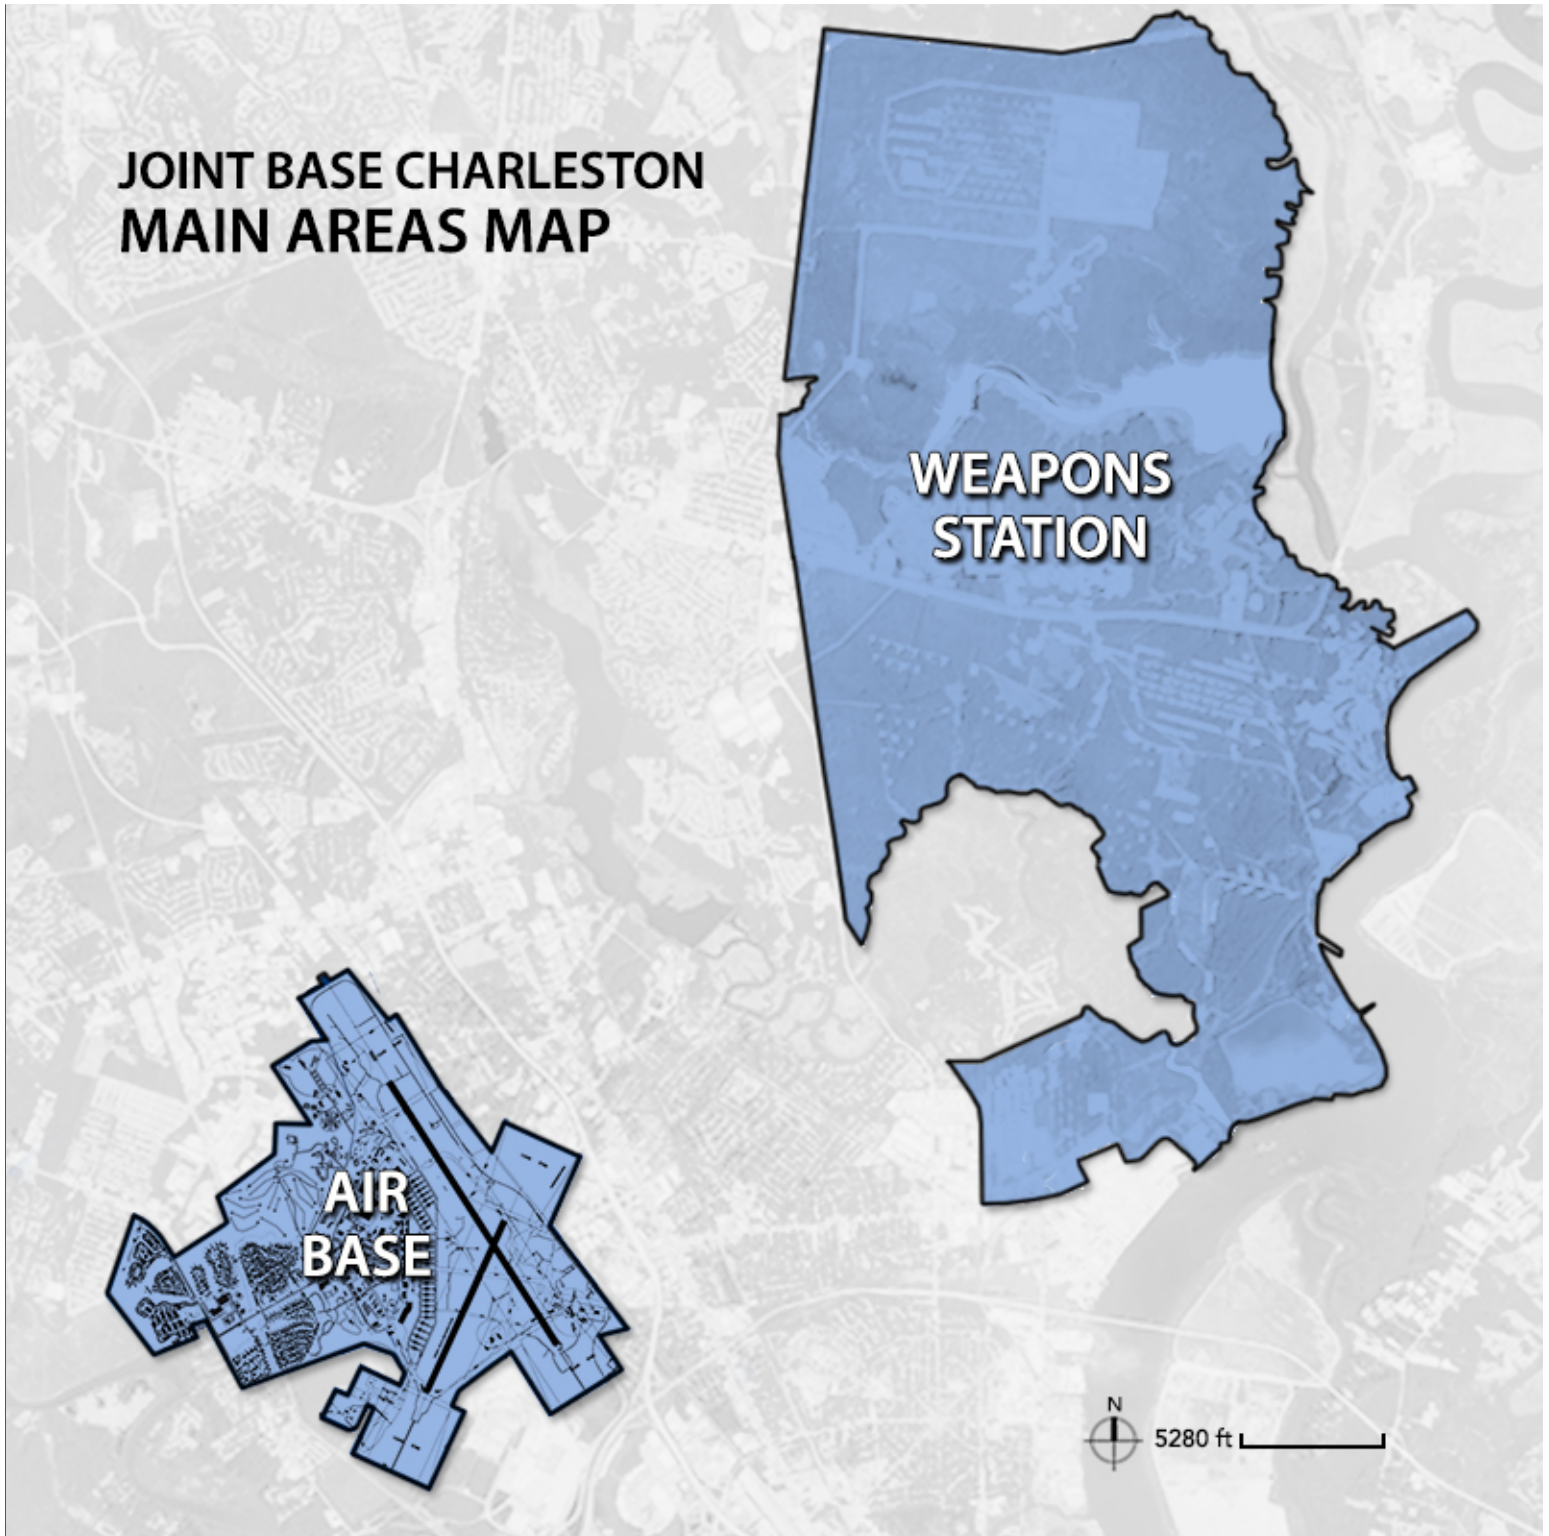 JOINT BASE CHARLESTON
MAIN AREAS MAP
WEAPONS
STATION
AIR
BASE
N
5280 ft